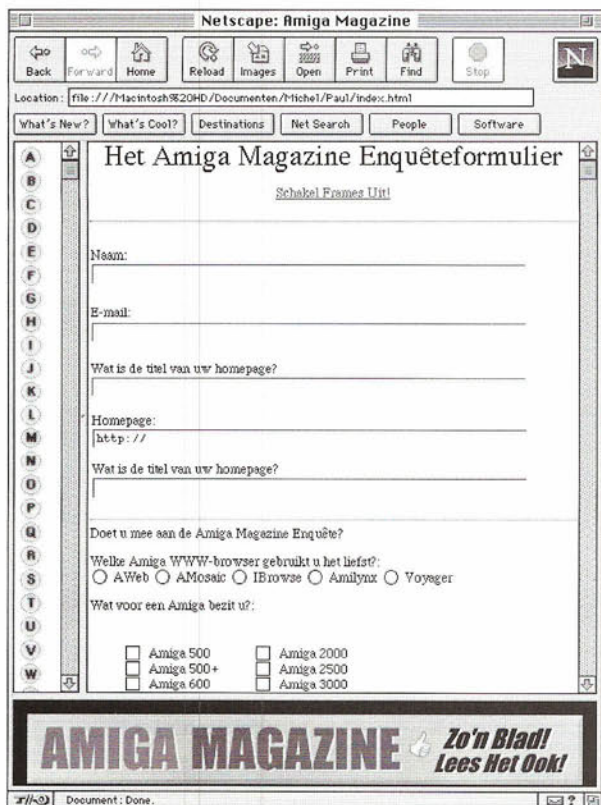 Netscape: Amiga Magazine
Back Forward Home Reload Images Open Print Find Stop
N
Location: file:///Macintosh%20HD/Documenten/Michel/Paul/index.html
What's New? What's Cool? Destinations Net Search People Software
A
B
C
D
E
F
G
H
I
J
K
L
M
N
O
P
Q
R
S
T
U
V
W
Het Amiga Magazine Enquêteformulier
Schakel Frames Uit!
Naam:
E-mail:
Wat is de titel van uw homepage?
Homepage:
http://
Wat is de titel van uw homepage?
Doet u mee aan de Amiga Magazine Enquête?
Welke Amiga WWW-browser gebruikt u het liefst?:
AWeb AMosaic IBrowse Amilynx Voyager
Wat voor een Amiga bezit u?:
Amiga 500 Amiga 2000
Amiga 500+ Amiga 2500
Amiga 600 Amiga 3000
AMIGA MAGAZINE Zo'n Blad!
Lees Het Ook!
Document: Done.
?